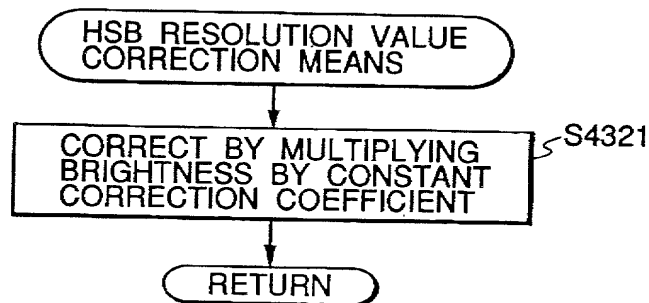 HSB RESOLUTION VALUE
CORRECTION MEANS
CORRECT BY MULTIPLYING
BRIGHTNESS BY CONSTANT
CORRECTION COEFFICIENT
S4321
RETURN